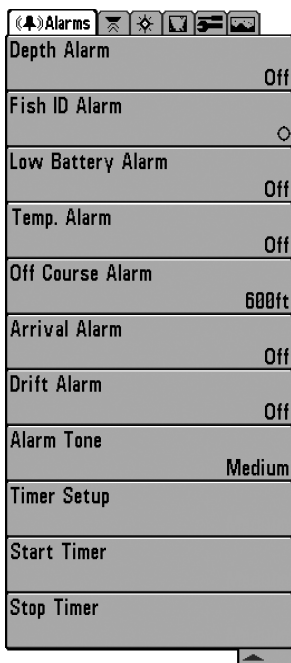 Alarms
Depth Alarm
Off
Fish ID Alarm
Low Battery Alarm
Off
Temp. Alarm
Off
Off Course Alarm
600ft
Arrival Alarm
Off
Drift Alarm
Off
Alarm Tone
Medium
Timer Setup
Start Timer
Stop Timer